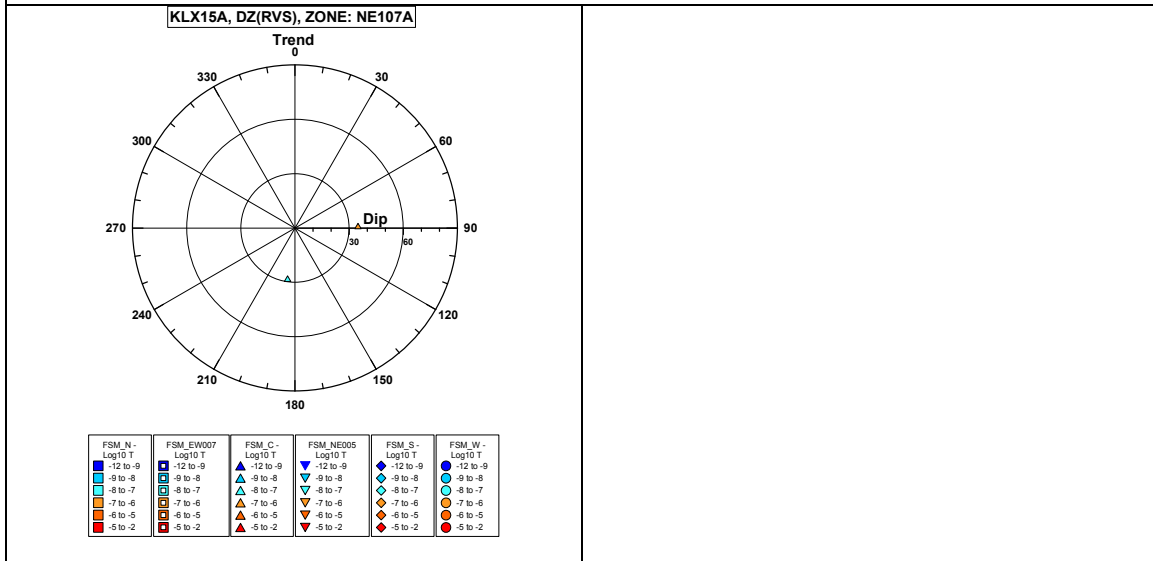 KLX15A, DZ(RVS), ZONE: NE107A
Trend
0
330
30
300
60
Dip
270
30
60
90
240
120
210
150
180
FSM_N -
Log10 T
-12 to -9
-9 to -8
-8 to -7
-7 to -6
-6 to -5
-5 to -2
FSM_EW007
Log10 T
-12 to -9
-9 to -8
-8 to -7
-7 to -6
-6 to -5
-5 to -2
FSM_C -
Log10 T
-12 to -9
-9 to -8
-8 to -7
-7 to -6
-6 to -5
-5 to -2
FSM_NE005
Log10 T
-12 to -9
-9 to -8
-8 to -7
-7 to -6
-6 to -5
-5 to -2
FSM_S -
Log10 T
-12 to -9
-9 to -8
-8 to -7
-7 to -6
-6 to -5
-5 to -2
FSM_W -
Log10 T
-12 to -9
-9 to -8
-8 to -7
-7 to -6
-6 to -5
-5 to -2